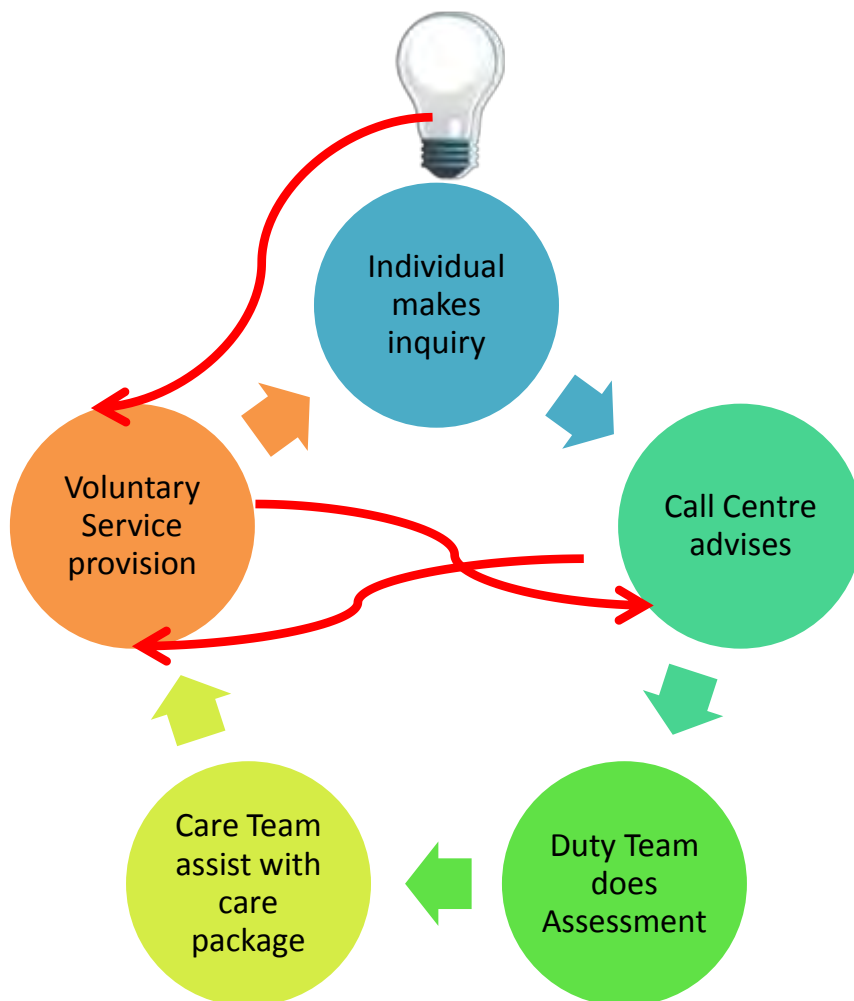 Individual
makes
inquiry
Call Centre
advises
Duty Team
does
Assessment
Care Team
assist with
care
package
Voluntary
Service
provision